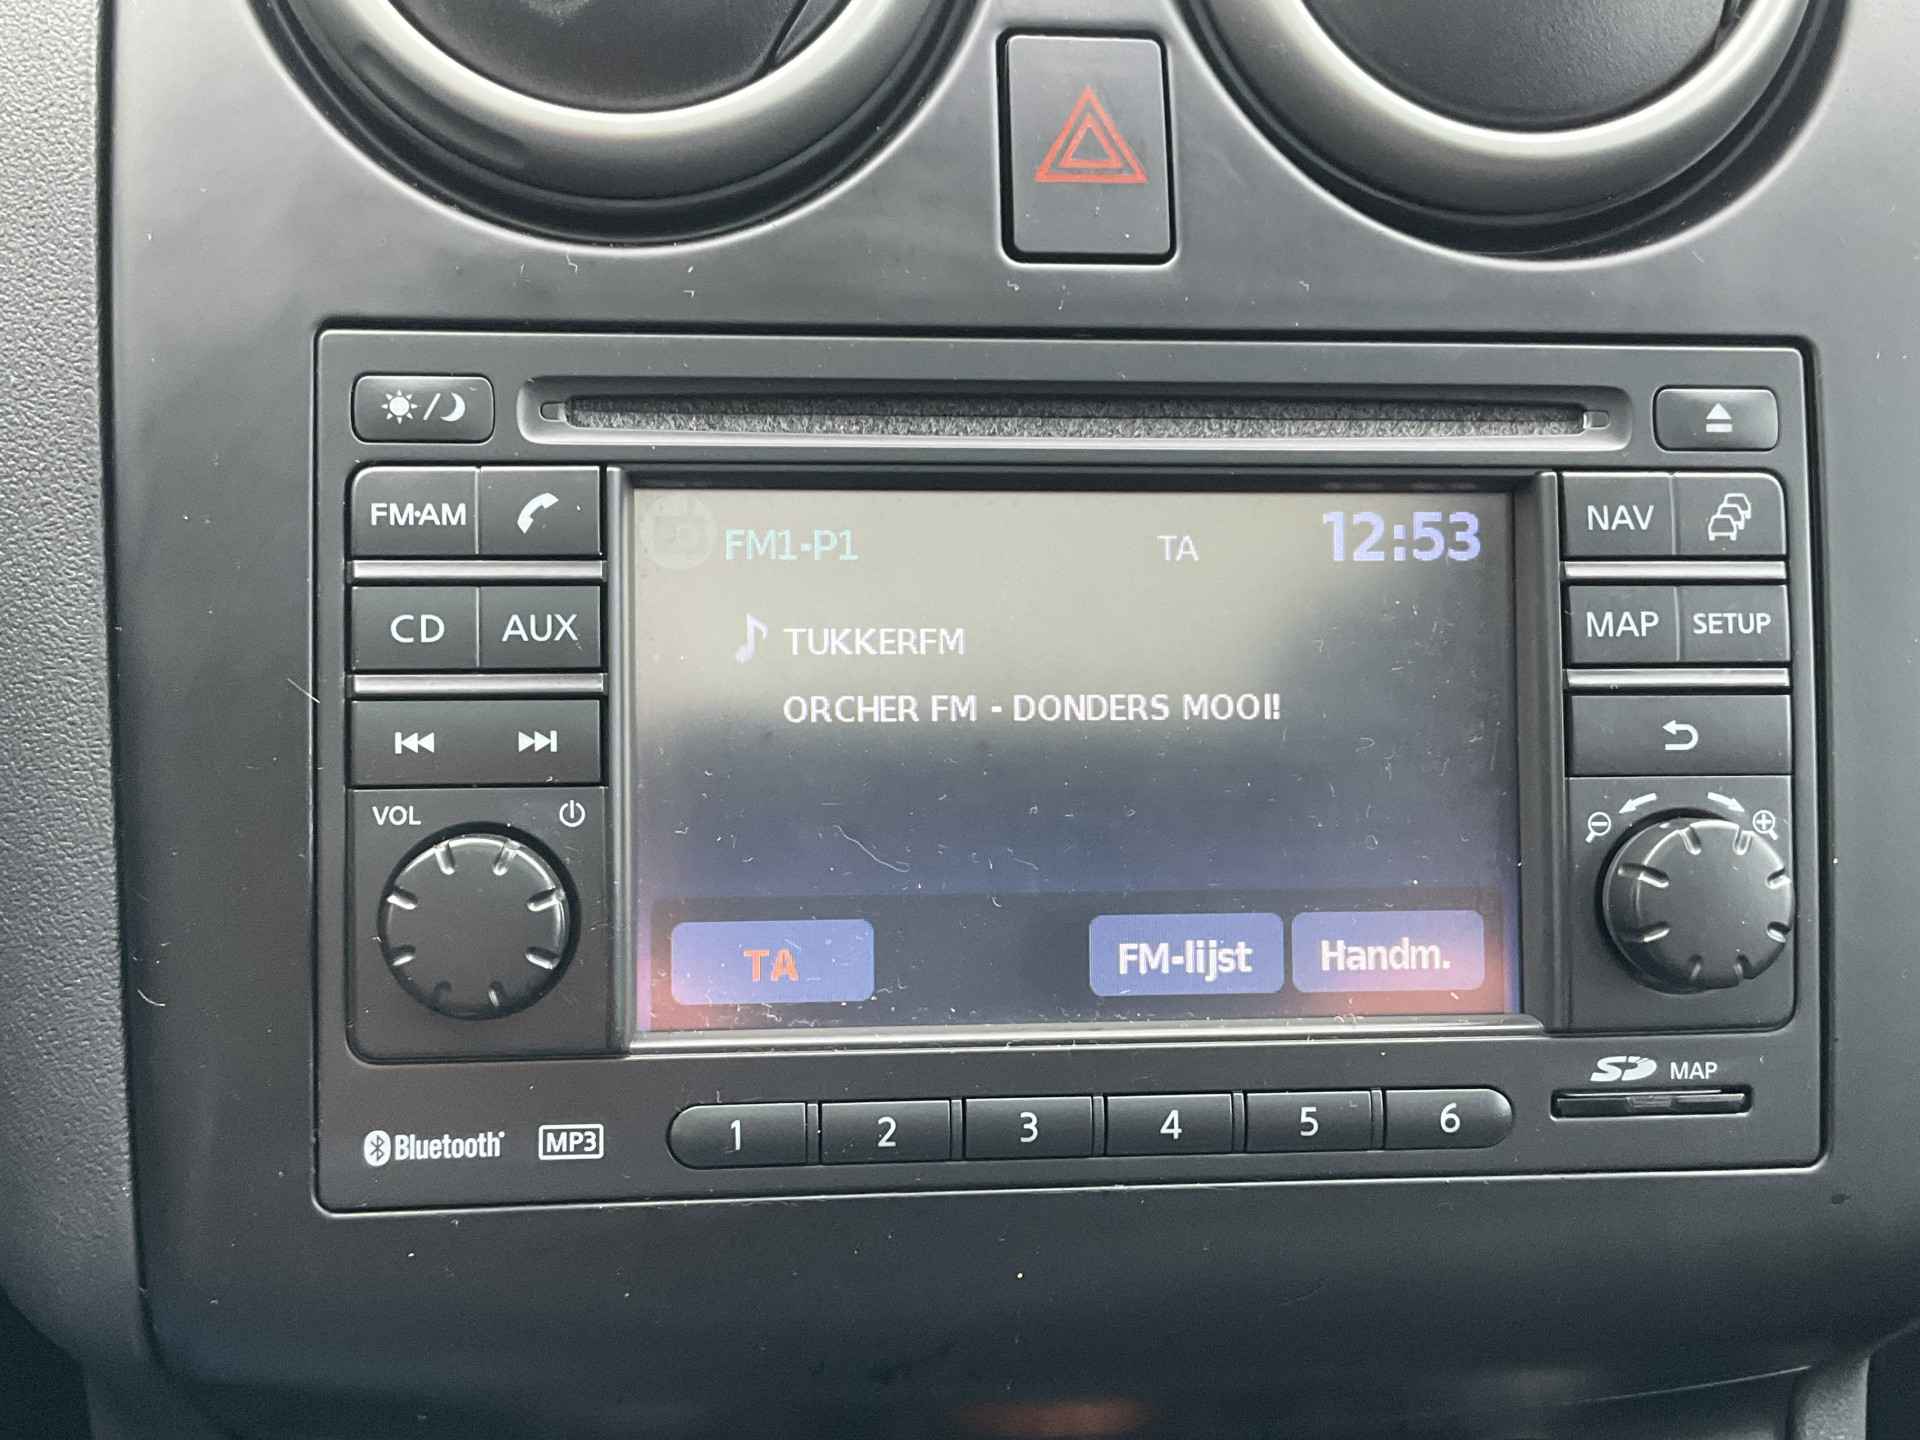 FM•AM
NAV
FM1-P1 TA 12:53
CD AUX
TUKKERFM
MAP SETUP
ORCHER FM - DONDERS MOOI!
VOL
TA FM-lijst Handm.
SD MAP
1 2 3 4 5 6
Bluetooth MP3